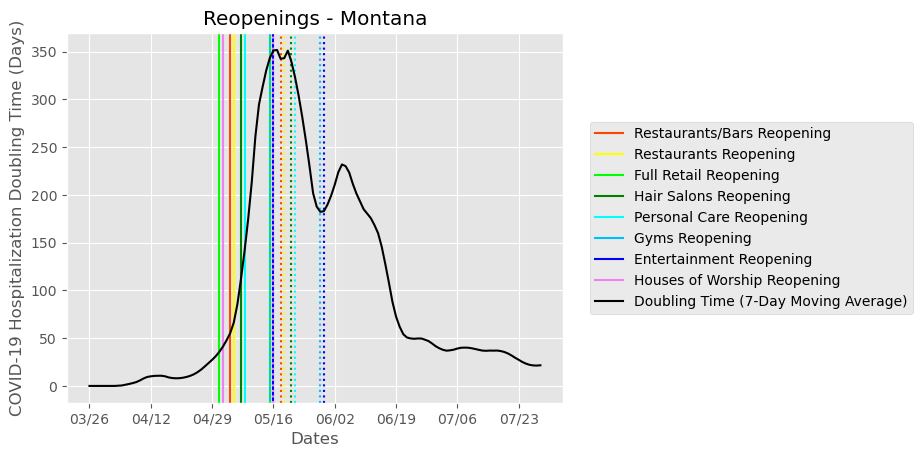 Reopenings - Montana
COVID-19 Hospitalization Doubling Time (Days)
350
300
250
200
150
100
50
0
03/26 04/12 04/29 05/16 06/02 06/19 07/06 07/23
Dates
Restaurants/Bars Reopening
Restaurants Reopening
Full Retail Reopening
Hair Salons Reopening
Personal Care Reopening
Gyms Reopening
Entertainment Reopening
Houses of Worship Reopening
Doubling Time (7-Day Moving Average)